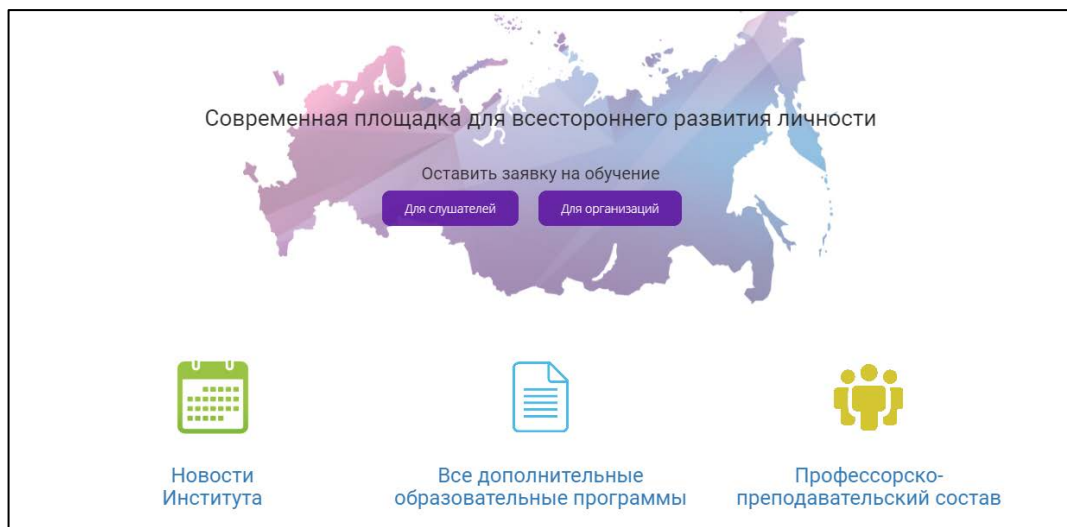 Современная площадка для всестороннего развития личности
Оставить заявку на обучение
Для слушателей
Для организаций
Новости
Института
Все дополнительные
образовательные программы
Профессорско-
преподавательский состав